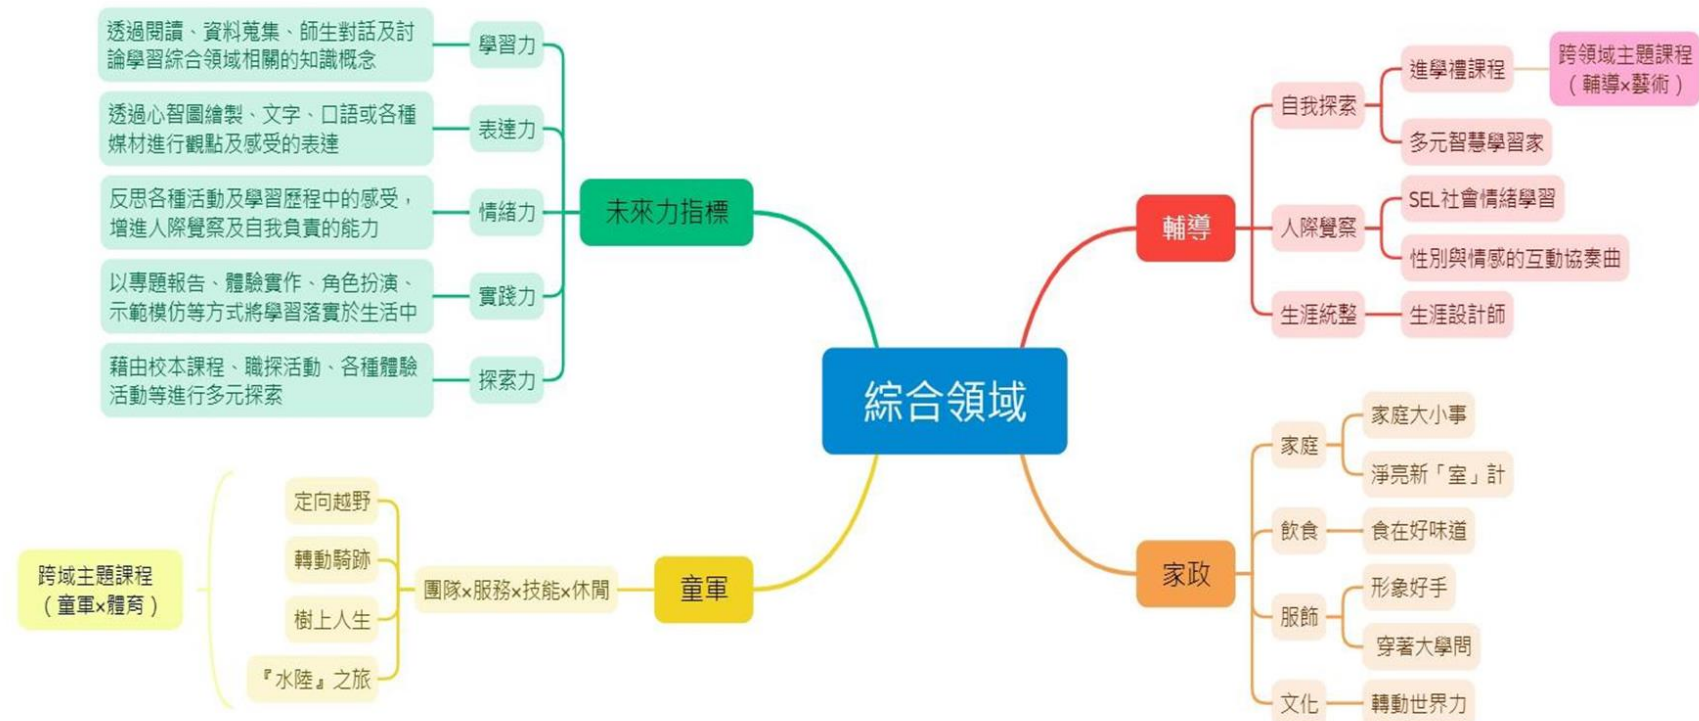 綜合領域
未來力指標
學習力
透過閱讀、資料蒐集、師生對話及討
論學習綜合領域相關的知識概念
表達力
透過心智圖繪製、文字、口語或各種
媒材進行觀點及感受的表達
情緒力
反思各種活動及學習歷程中的感受，
增進人際覺察及自我負責的能力
實踐力
以專題報告、體驗實作、角色扮演、
示範模仿等方式將學習落實於生活中
探索力
藉由校本課程、職探活動、各種體驗
活動等進行多元探索
童軍
團隊×服務×技能×休閒
定向越野
轉動騎跡
樹上人生
『水陸』之旅
跨域主題課程
（童軍×體育）
輔導
自我探索
進學禮課程
跨領域主題課程
（輔導×藝術）
多元智慧學習家
人際覺察
SEL社會情緒學習
性別與情感的互動協奏曲
生涯統整
生涯設計師
家政
家庭
家庭大小事
淨亮新「室」計
飲食
食在好味道
服飾
形象好手
穿著大學問
文化
轉動世界力